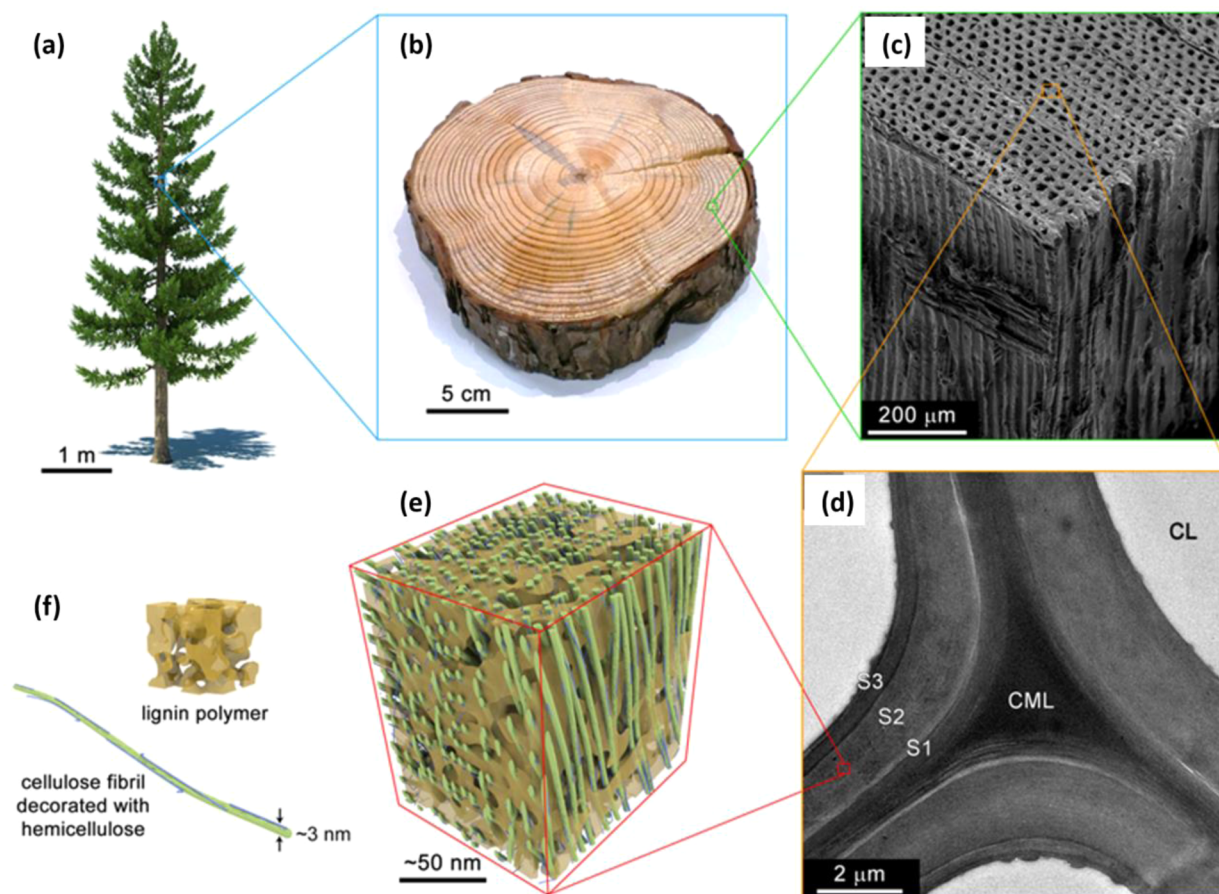 (a)
1 m
(b)
5 cm
(c)
200 μm
(d)
CL
S3
S2
S1
CML
2 μm
(e)
~50 nm
(f)
lignin polymer
cellulose fibril
decorated with
hemicellulose
~3 nm